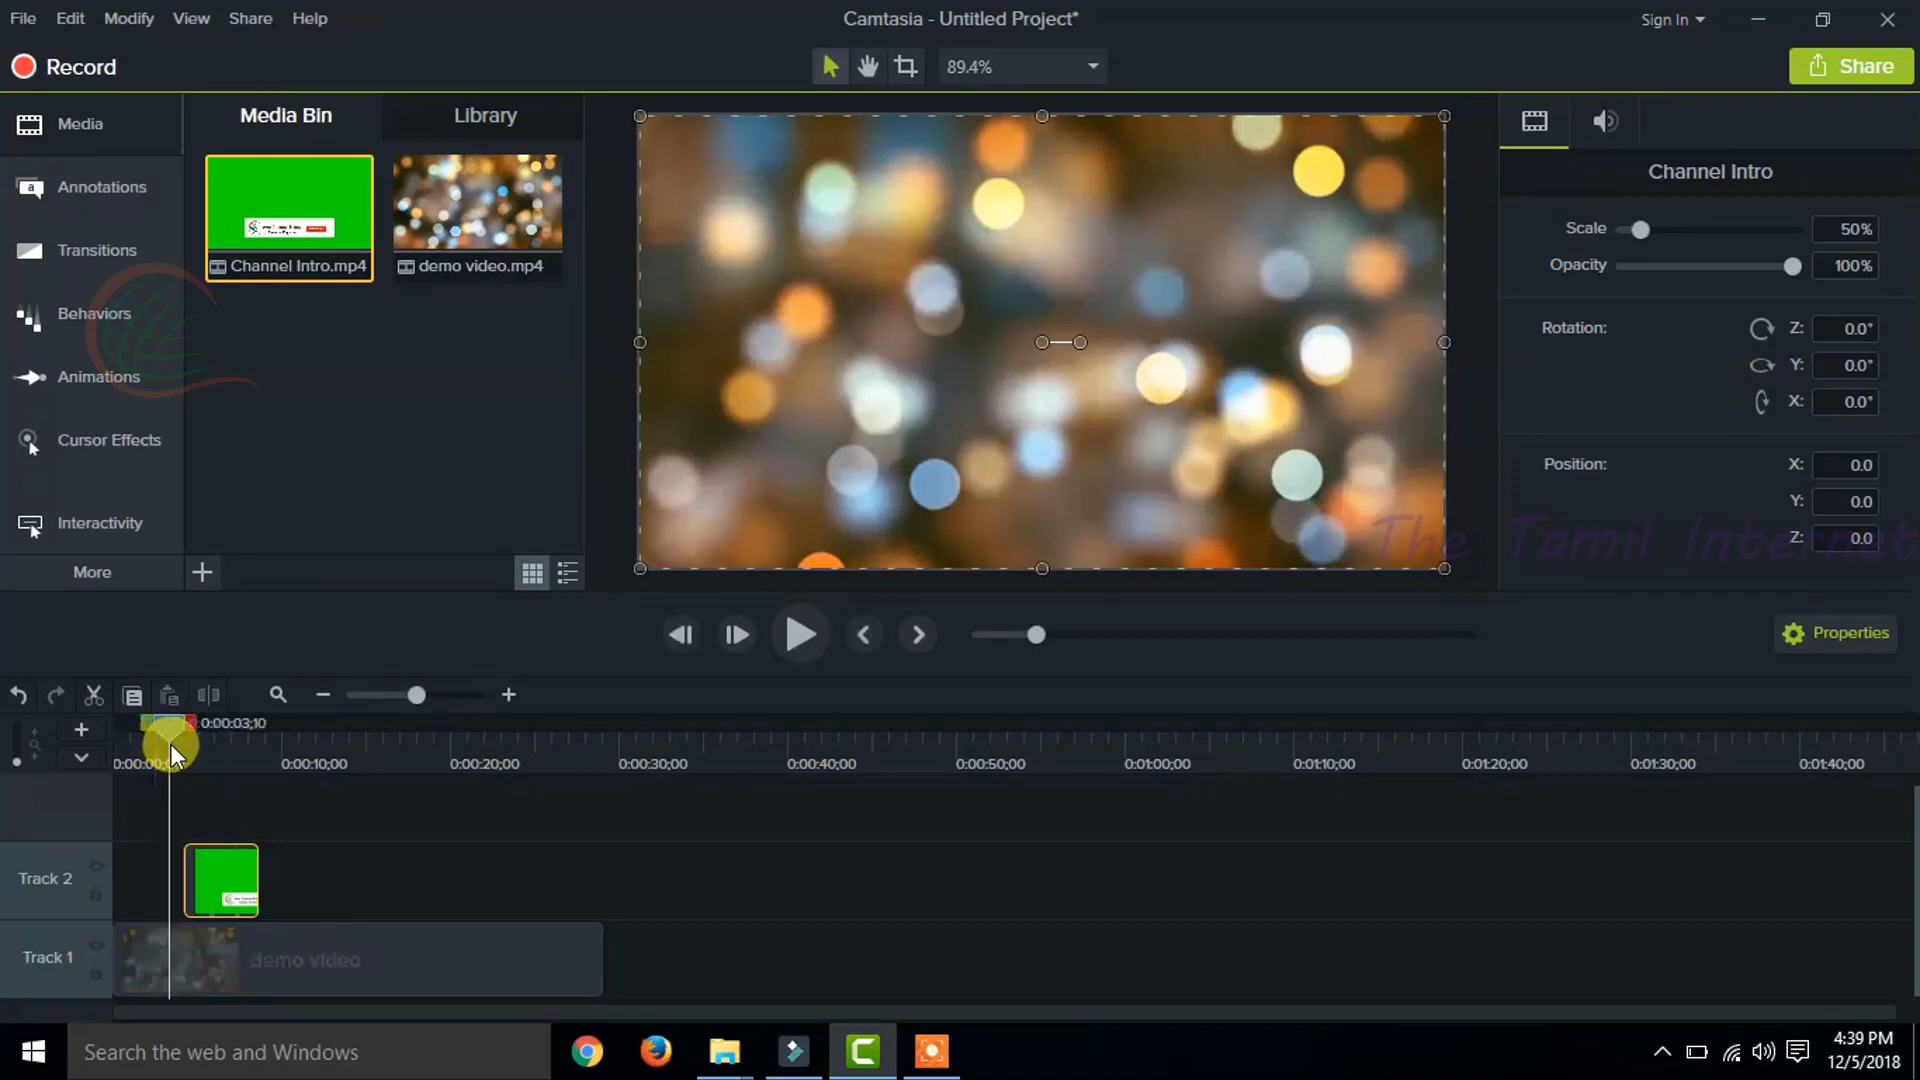 File Edit Modify View Share Help
Camtasia - Untitled Project*
Sign In
Record
89.4%
Share
Media
Media Bin
Library
Channel Intro
Annotations
Scale 50%
Transitions
Channel Intro.mp4
demo video.mp4
Opacity 100%
Behaviors
Rotation: Z: 0.0°
Y: 0.0°
Animations
X: 0.0°
Cursor Effects
Position: X: 0.0
Y: 0.0
Interactivity
Z: 0.0
The Tamil Internet
More
Properties
0:00:03;10
0:00:10;00 0:00:20;00 0:00:30;00 0:00:40;00 0:00:50;00 0:01:00;00 0:01:10;00 0:01:20;00 0:01:30;00 0:01:40;00
Track 2
Track 1
demo video
Search the web and Windows
4:39 PM
12/5/2018